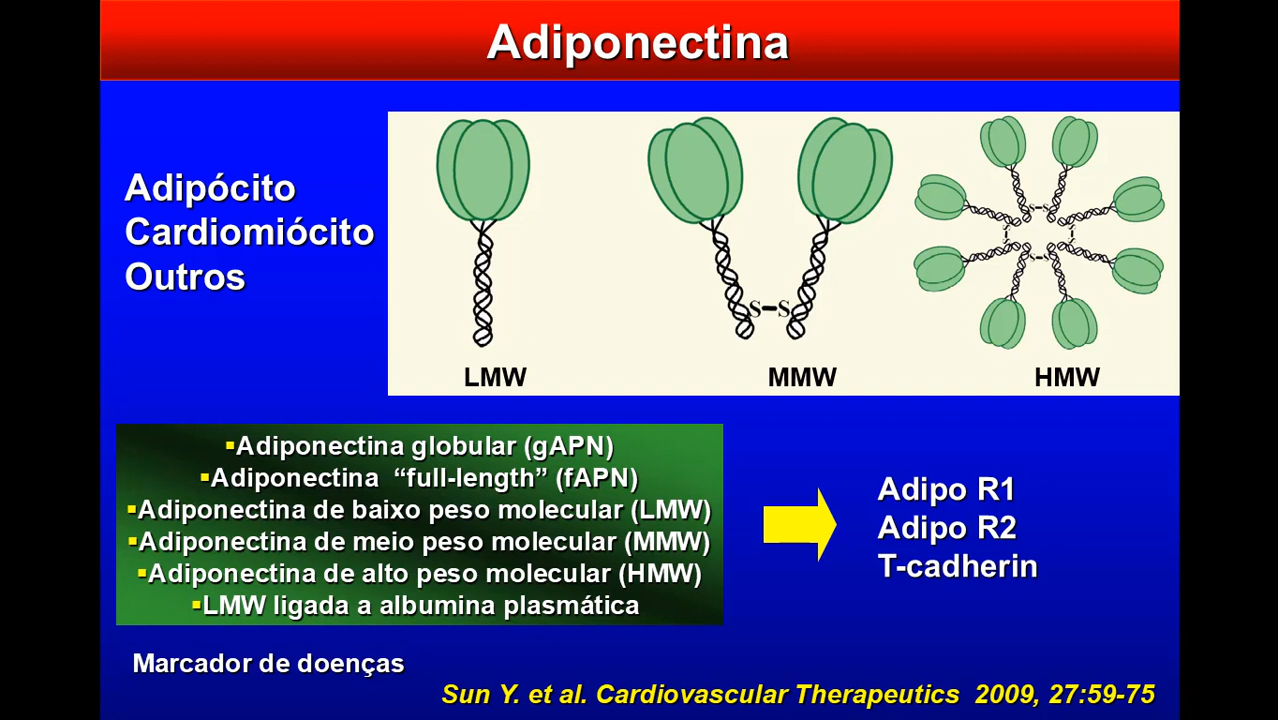 Adiponectina
Adipócito
Cardiomiócito
Outros
S–S
S–S
S
S
S
S
S–S
LMW
MMW
HMW
▪Adiponectina globular (gAPN)
▪Adiponectina “full-length” (fAPN)
▪Adiponectina de baixo peso molecular (LMW)
▪Adiponectina de meio peso molecular (MMW)
▪Adiponectina de alto peso molecular (HMW)
▪LMW ligada a albumina plasmática
Adipo R1
Adipo R2
T-cadherin
Marcador de doenças
Sun Y. et al. Cardiovascular Therapeutics 2009, 27:59-75